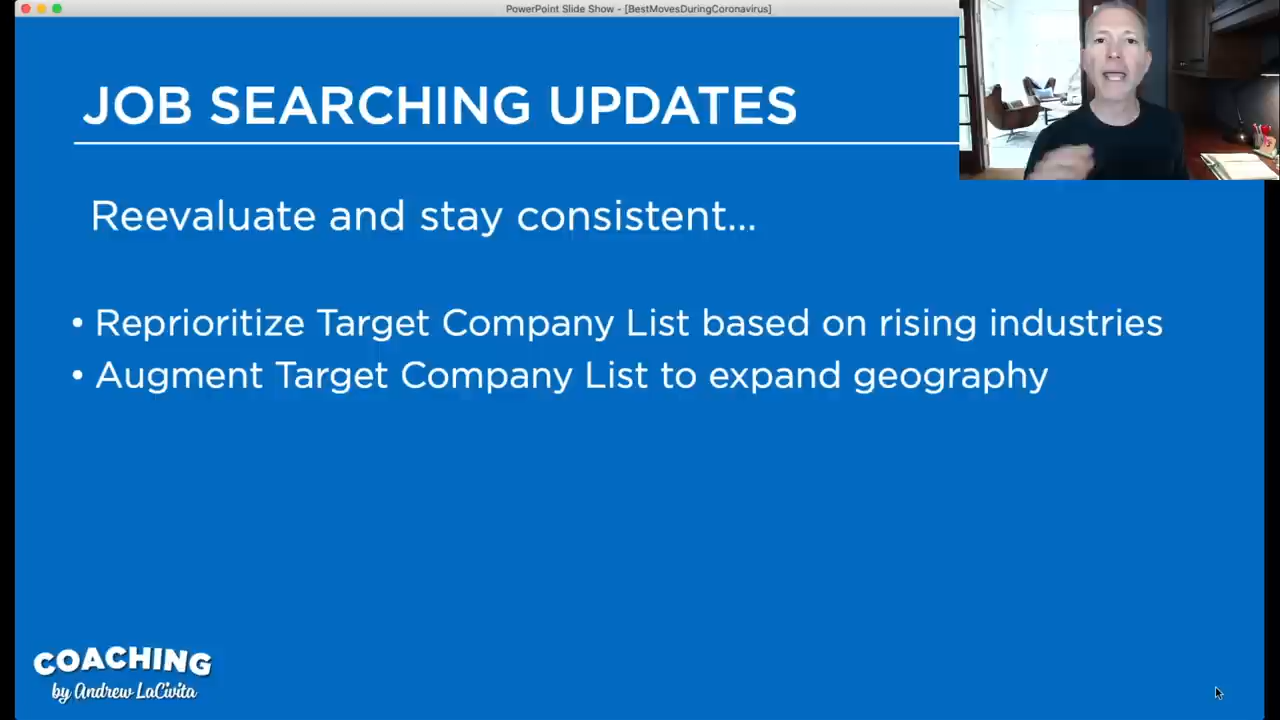 PowerPoint Slide Show - [BestMovesDuringCoronavirus]
JOB SEARCHING UPDATES
Reevaluate and stay consistent...
• Reprioritize Target Company List based on rising industries
• Augment Target Company List to expand geography
COACHING
by Andrew LaCivita